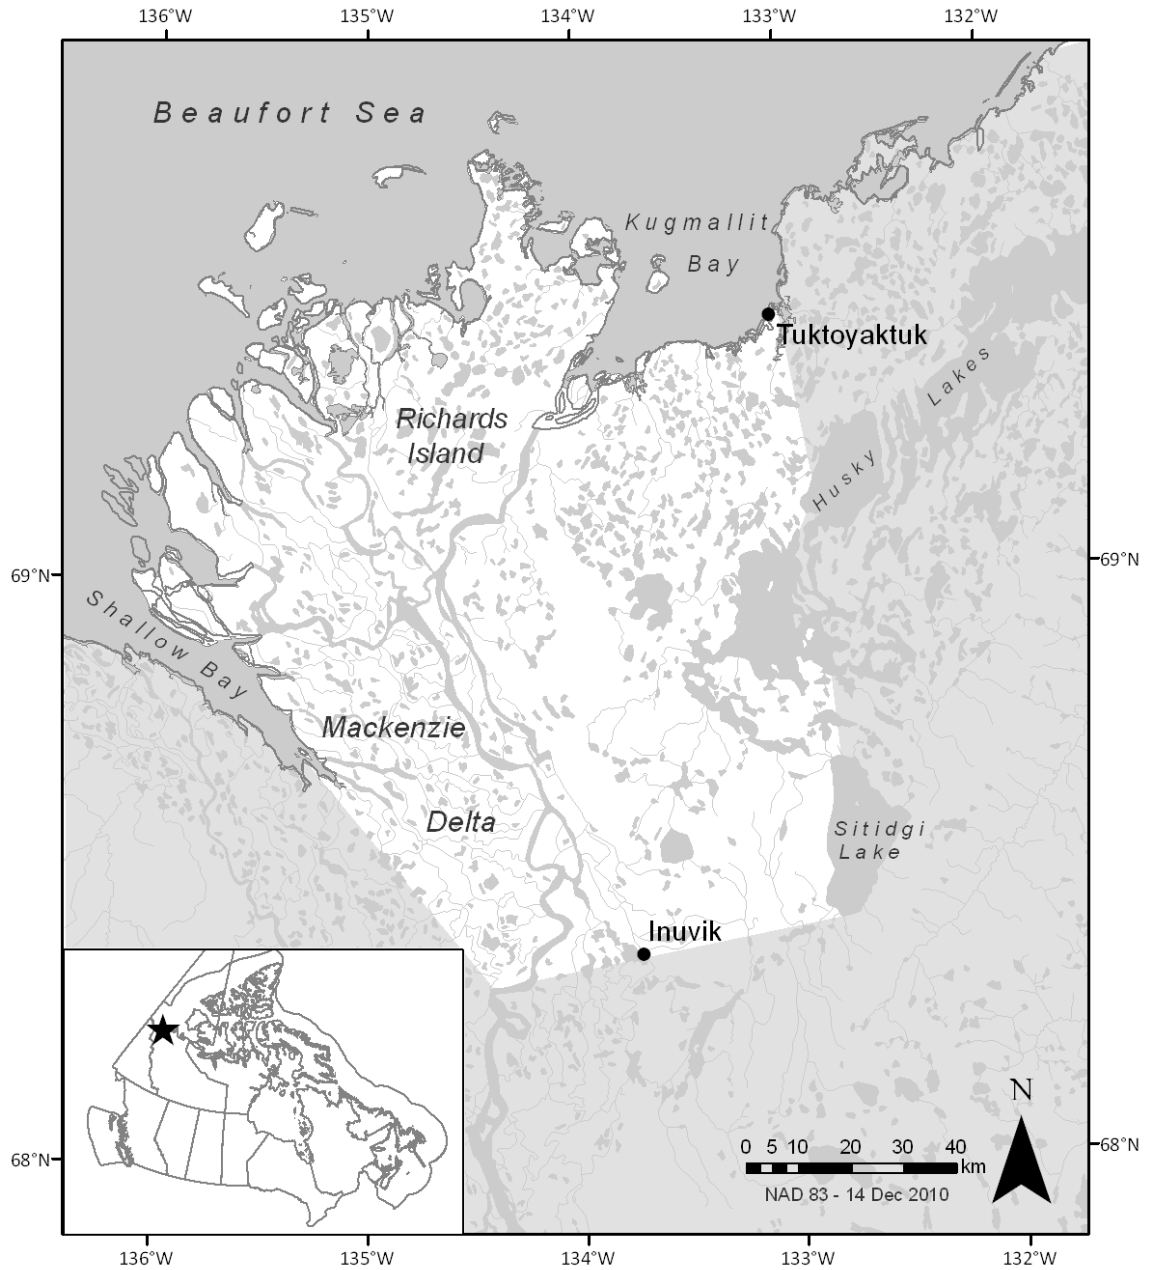 136°W 135°W 134°W 133°W 132°W
Beaufort Sea
Kugmallit
Bay
Tuktoyaktuk
Lakes
Richards
Island
Husky
69°N
69°N
Shallow Bay
Mackenzie
Delta
Sitidgi
Lake
Inuvik
N
0 5 10 20 30 40
km
NAD 83 - 14 Dec 2010
68°N
68°N
136°W 135°W 134°W 133°W 132°W